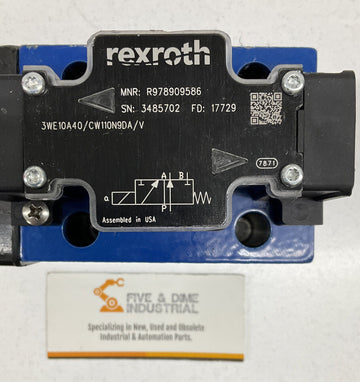 rexroth
MNR: R978909586
SN: 3485702 FD: 17729
3WE10A40/CW110N9DA/V
7871
A B
a
P
Assembled in USA
FIVE & DIME
INDUSTRIAL
Specializing in New, Used and Obsolete
Industrial & Automation Parts.